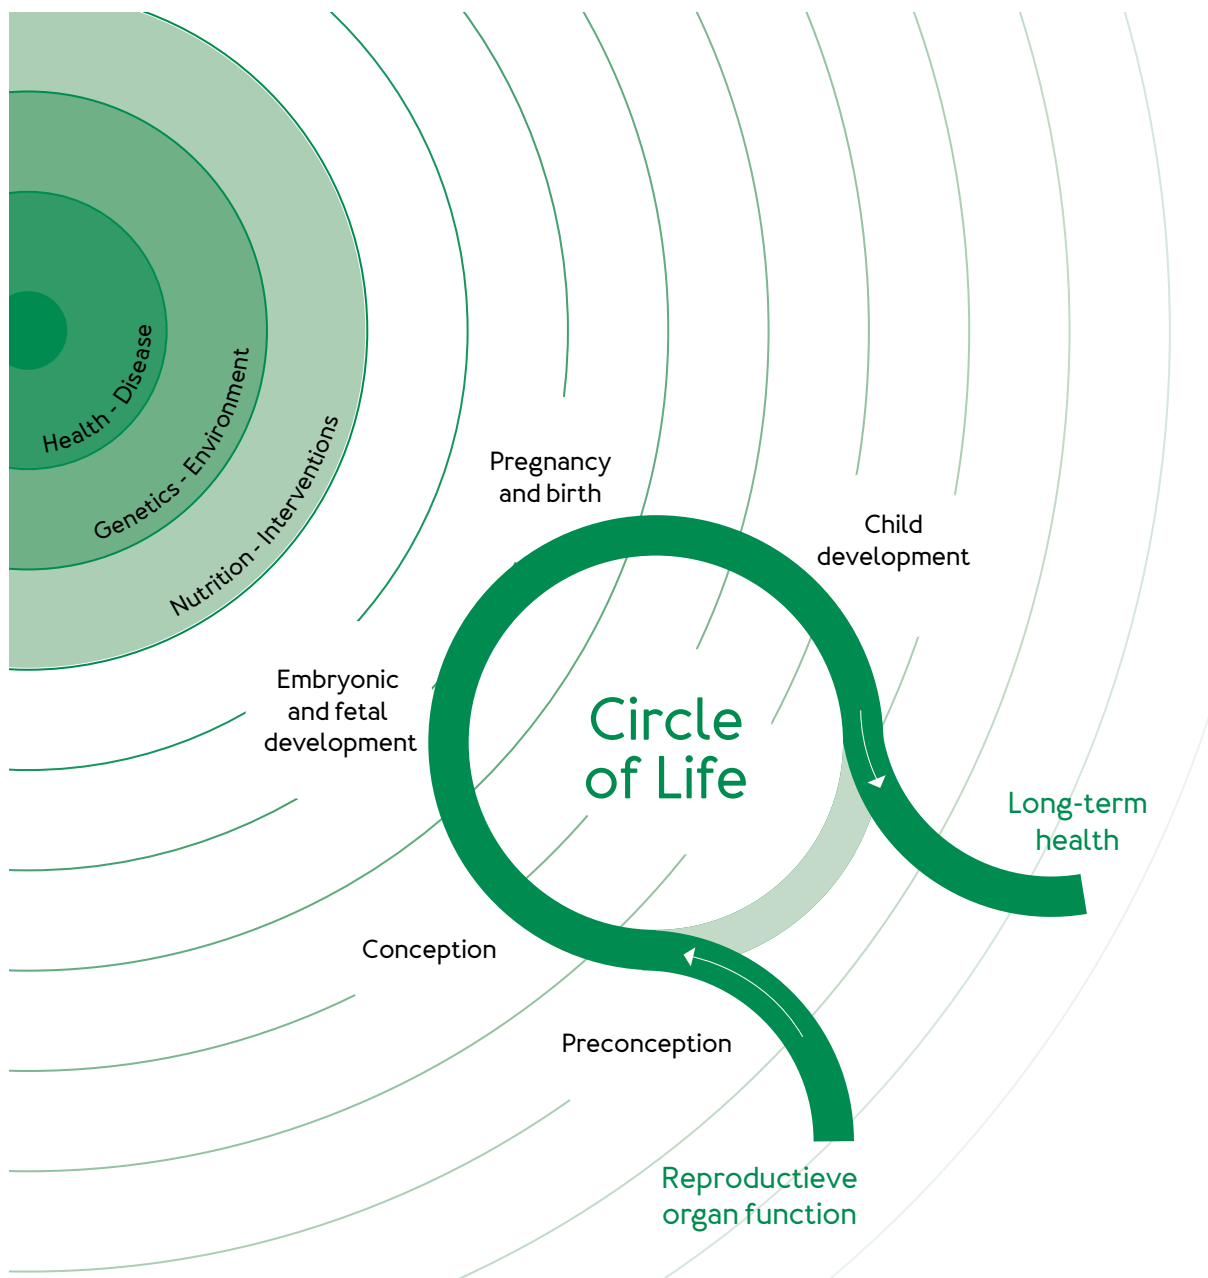 Health - Disease
Genetics - Environment
Nutrition - Interventions
Pregnancy
and birth
Child
development
Embryonic
and fetal
development
Circle
of Life
Long-term
health
Conception
Preconception
Reproductieve
organ function